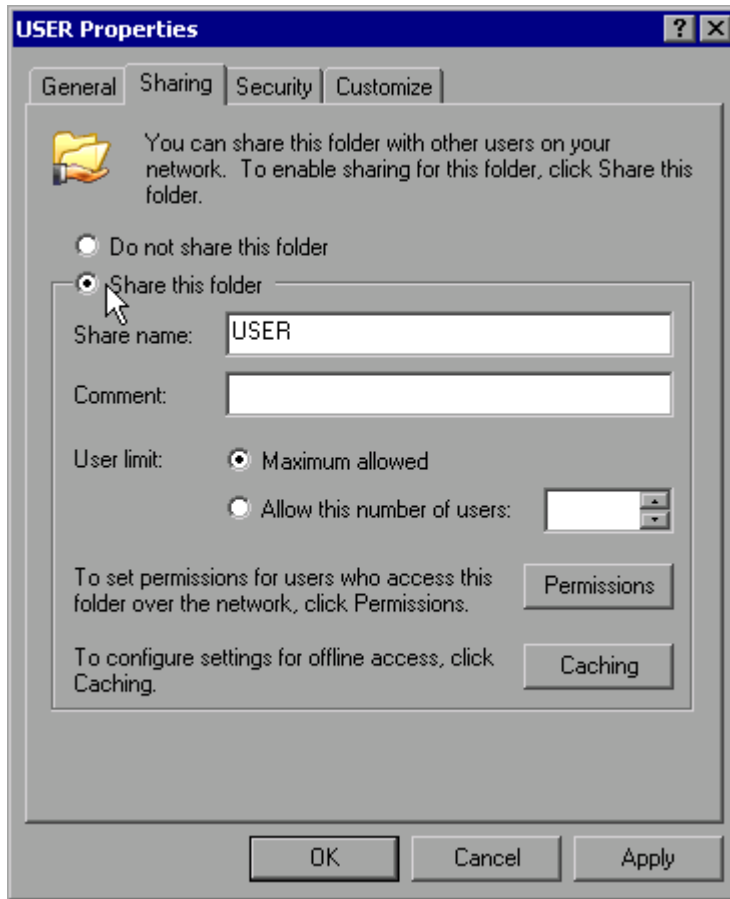 USER Properties
General Sharing Security Customize
You can share this folder with other users on your
network. To enable sharing for this folder, click Share this
folder.
Do not share this folder
Share this folder
Share name: USER
Comment:
User limit: Maximum allowed
Allow this number of users:
To set permissions for users who access this
folder over the network, click Permissions.
Permissions
To configure settings for offline access, click
Caching.
Caching
OK Cancel Apply